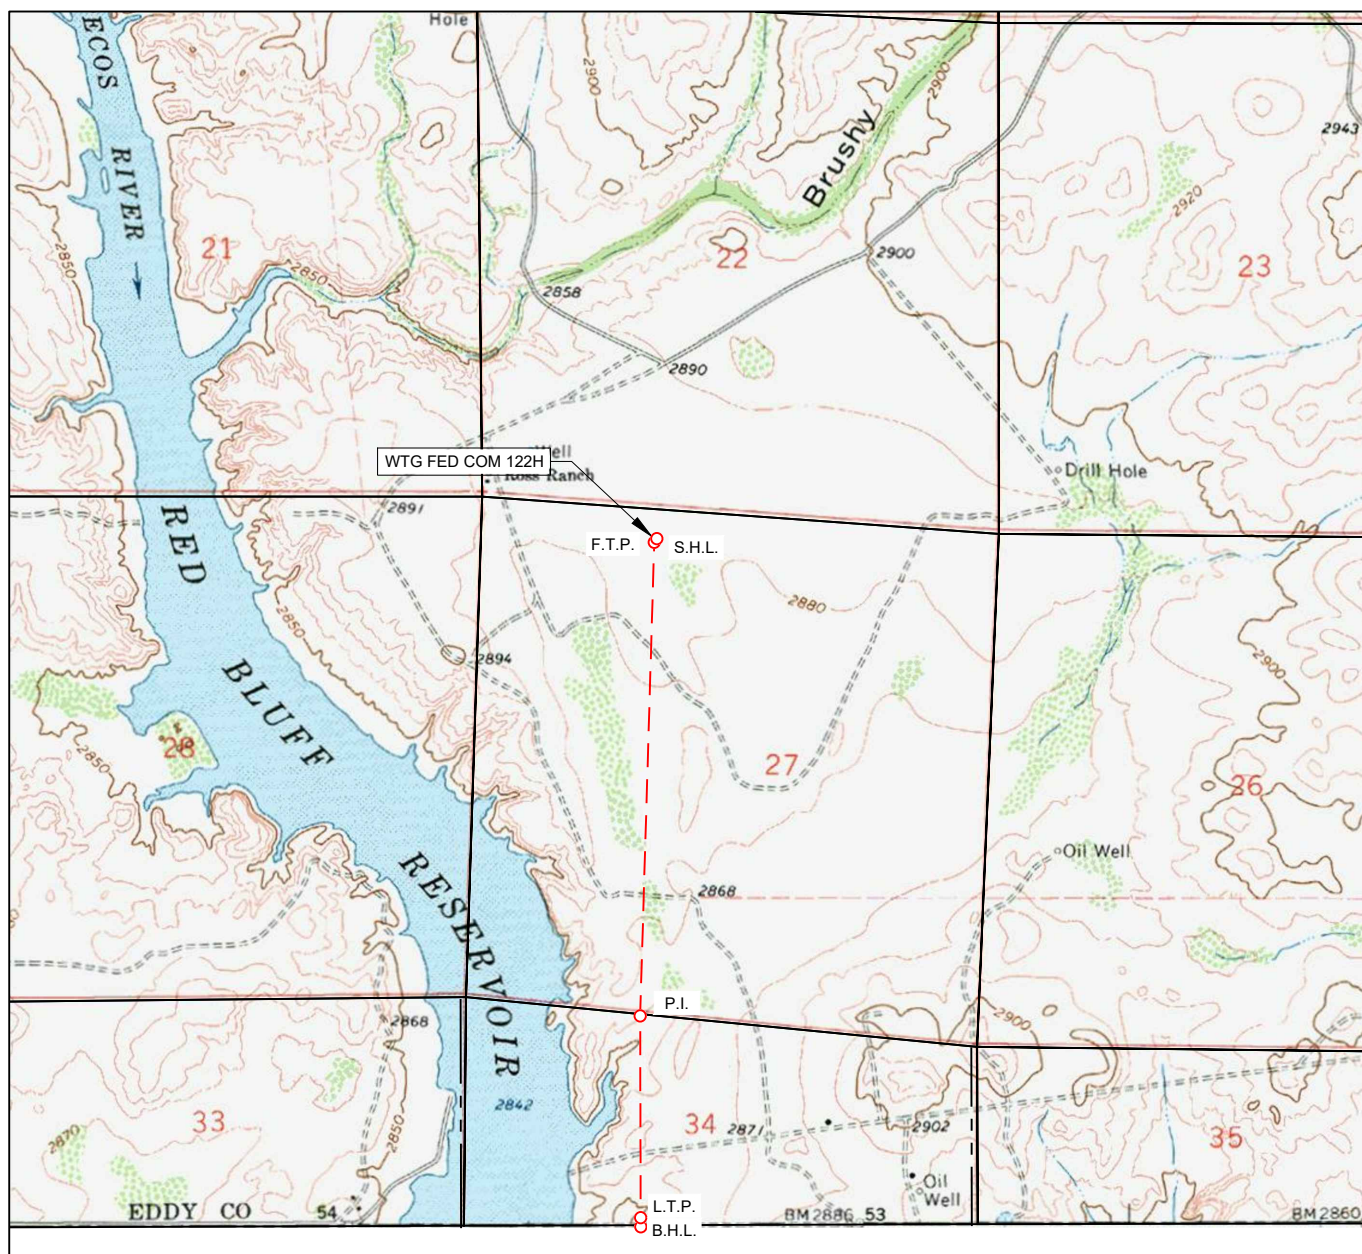 Hole
ECOS
RIVER
2900
2900
Brushy
2943
2920
2850
21
2850
22
2900
23
2858
2890
Well
WTG FED COM 122H
Ross Ranch
Drill Hole
2891
RED
F.T.P.
S.H.L.
2880
2850
2894
2900
BLUFF
28
2850
27
26
RESERVOIR
Oil Well
2868
P.I.
2868
2900
2842
33
34
2871
2902
35
2870
2850
Oil
Well
L.T.P.
EDDY CO
54
BM 2886
53
BM 2860
B.H.L.